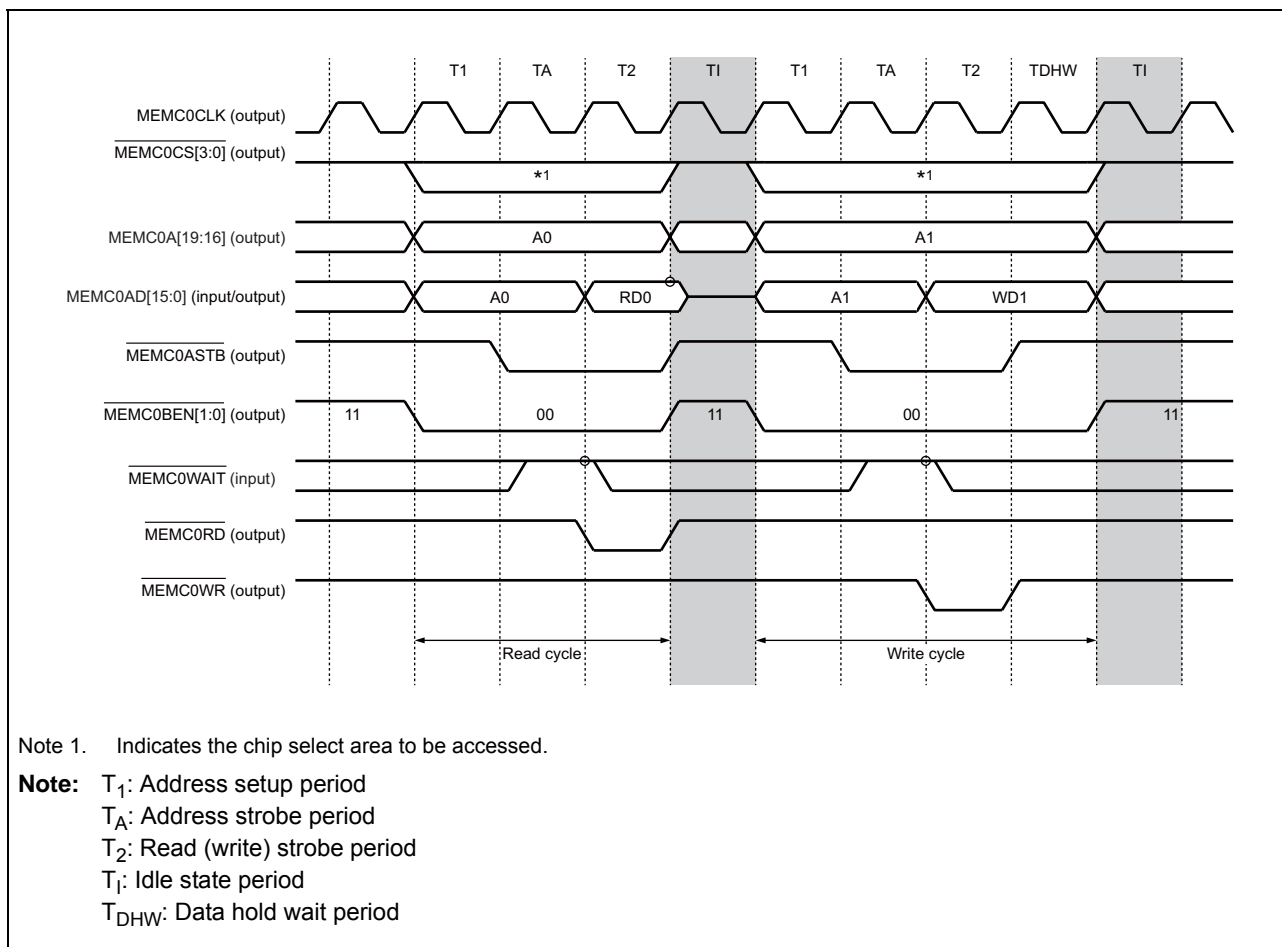 T1 TA T2 TI T1 TA T2 TDHW TI
MEMC0CLK (output)
MEMC0CS[3:0] (output)
*1 *1
MEMC0A[19:16] (output) A0 A1
MEMC0AD[15:0] (input/output) A0 RD0 A1 WD1
MEMC0ASTB (output)
MEMC0BEN[1:0] (output) 11 00 11 00 11
MEMC0WAIT (input)
MEMC0RD (output)
MEMC0WR (output)
Read cycle Write cycle
Note 1. Indicates the chip select area to be accessed.
Note: T1: Address setup period
TA: Address strobe period
T2: Read (write) strobe period
TI: Idle state period
TDHW: Data hold wait period